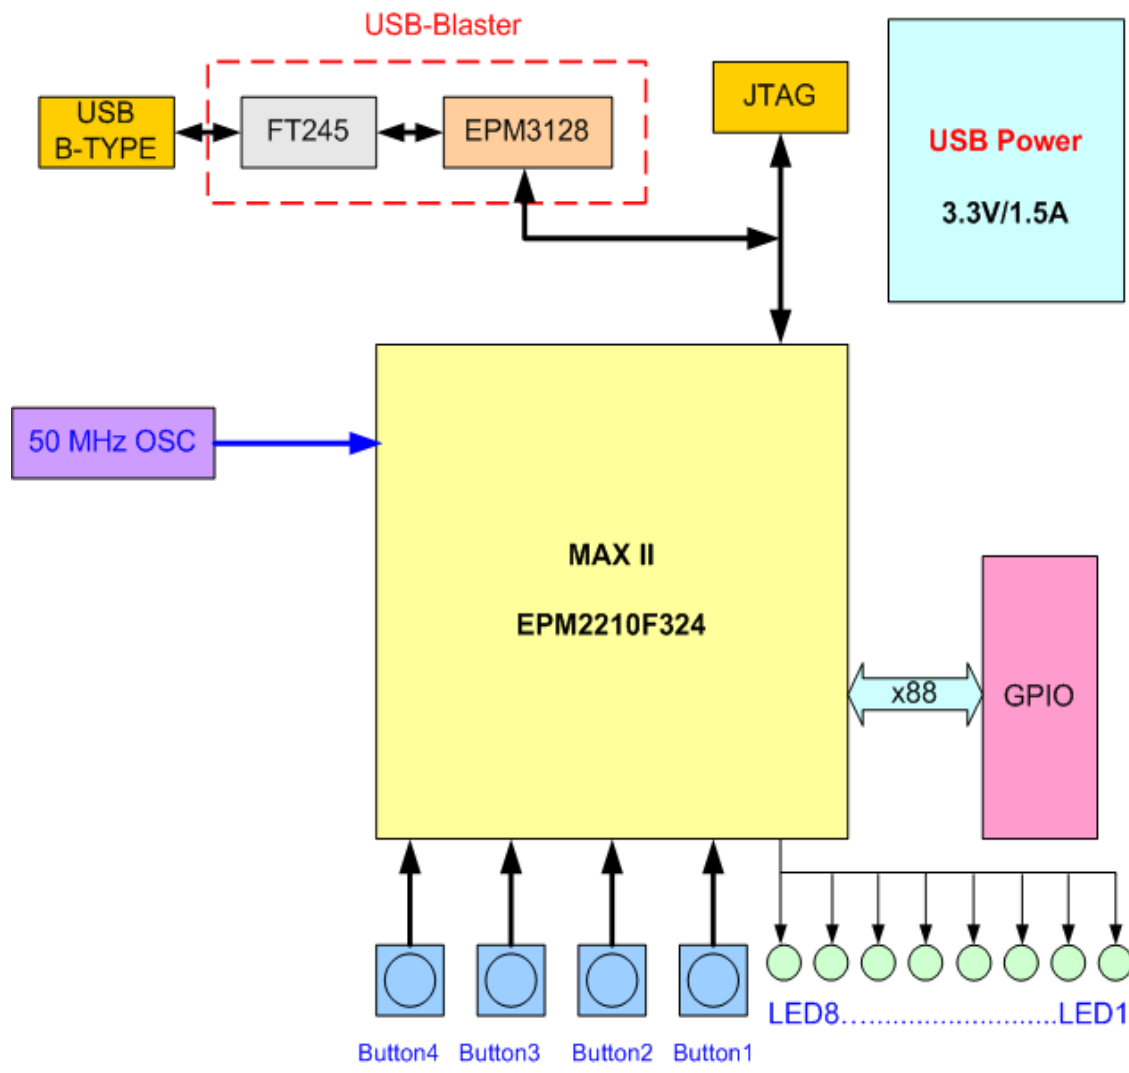 USB-Blaster
USB
B-TYPE
FT245
EPM3128
JTAG
USB Power
3.3V/1.5A
50 MHz OSC
MAX II
EPM2210F324
x88
GPIO
LED8..............................LED1
Button4
Button3
Button2
Button1